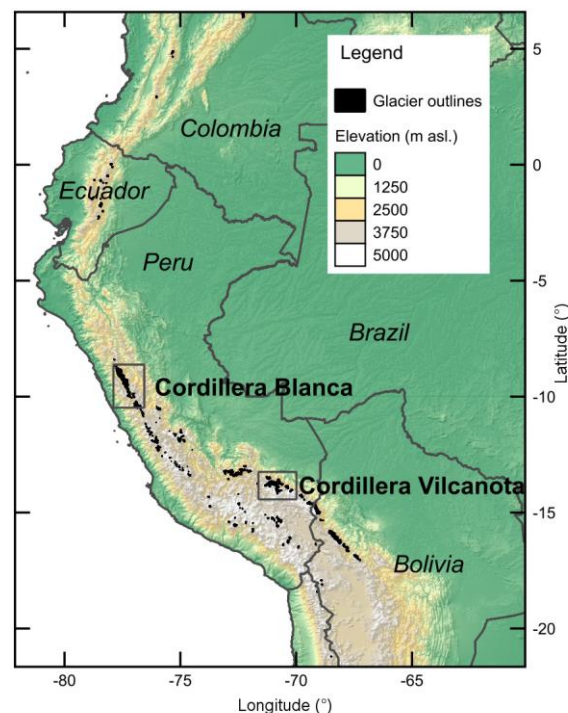 Legend
Glacier outlines
Elevation (m asl.)
0
1250
2500
3750
5000
Colombia
Ecuador
Peru
Brazil
Cordillera Blanca
Cordillera Vilcanota
Bolivia
5
0
-5
-10
-15
-20
Latitude (°)
-80
-75
-70
-65
Longitude (°)